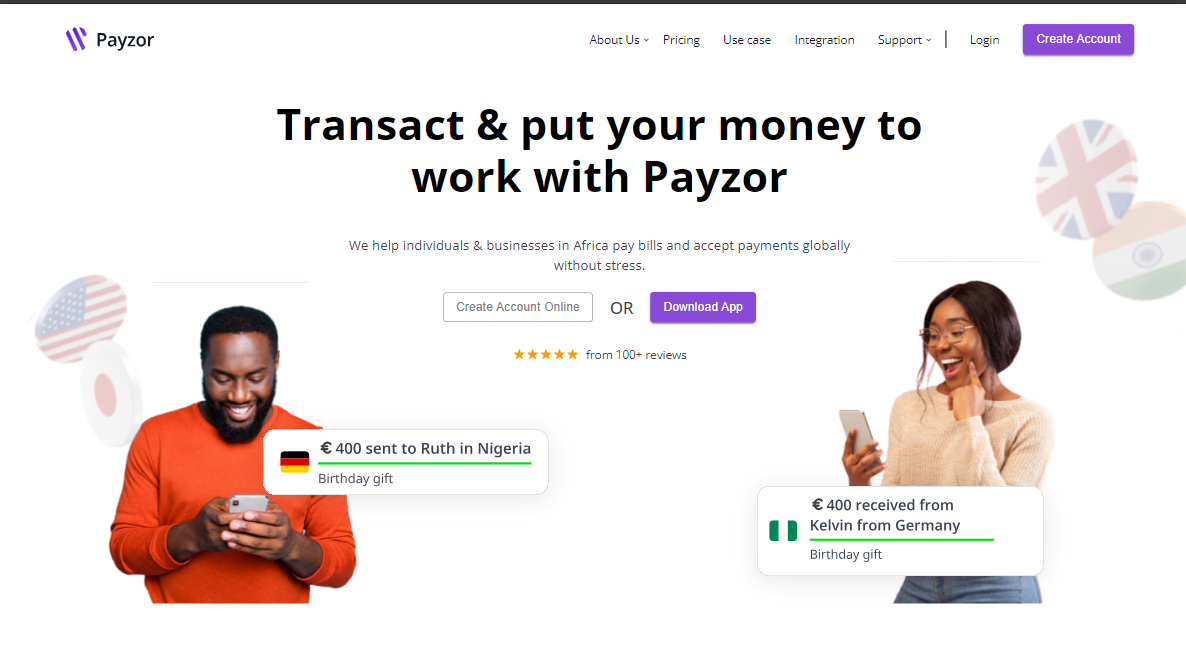 Payzor
About Us
Pricing
Use case
Integration
Support
Login
Create Account
Transact & put your money to
work with Payzor
We help individuals & businesses in Africa pay bills and accept payments globally
without stress.
Create Account Online
OR
Download App
from 100+ reviews
€ 400 sent to Ruth in Nigeria
Birthday gift
€ 400 received from
Kelvin from Germany
Birthday gift